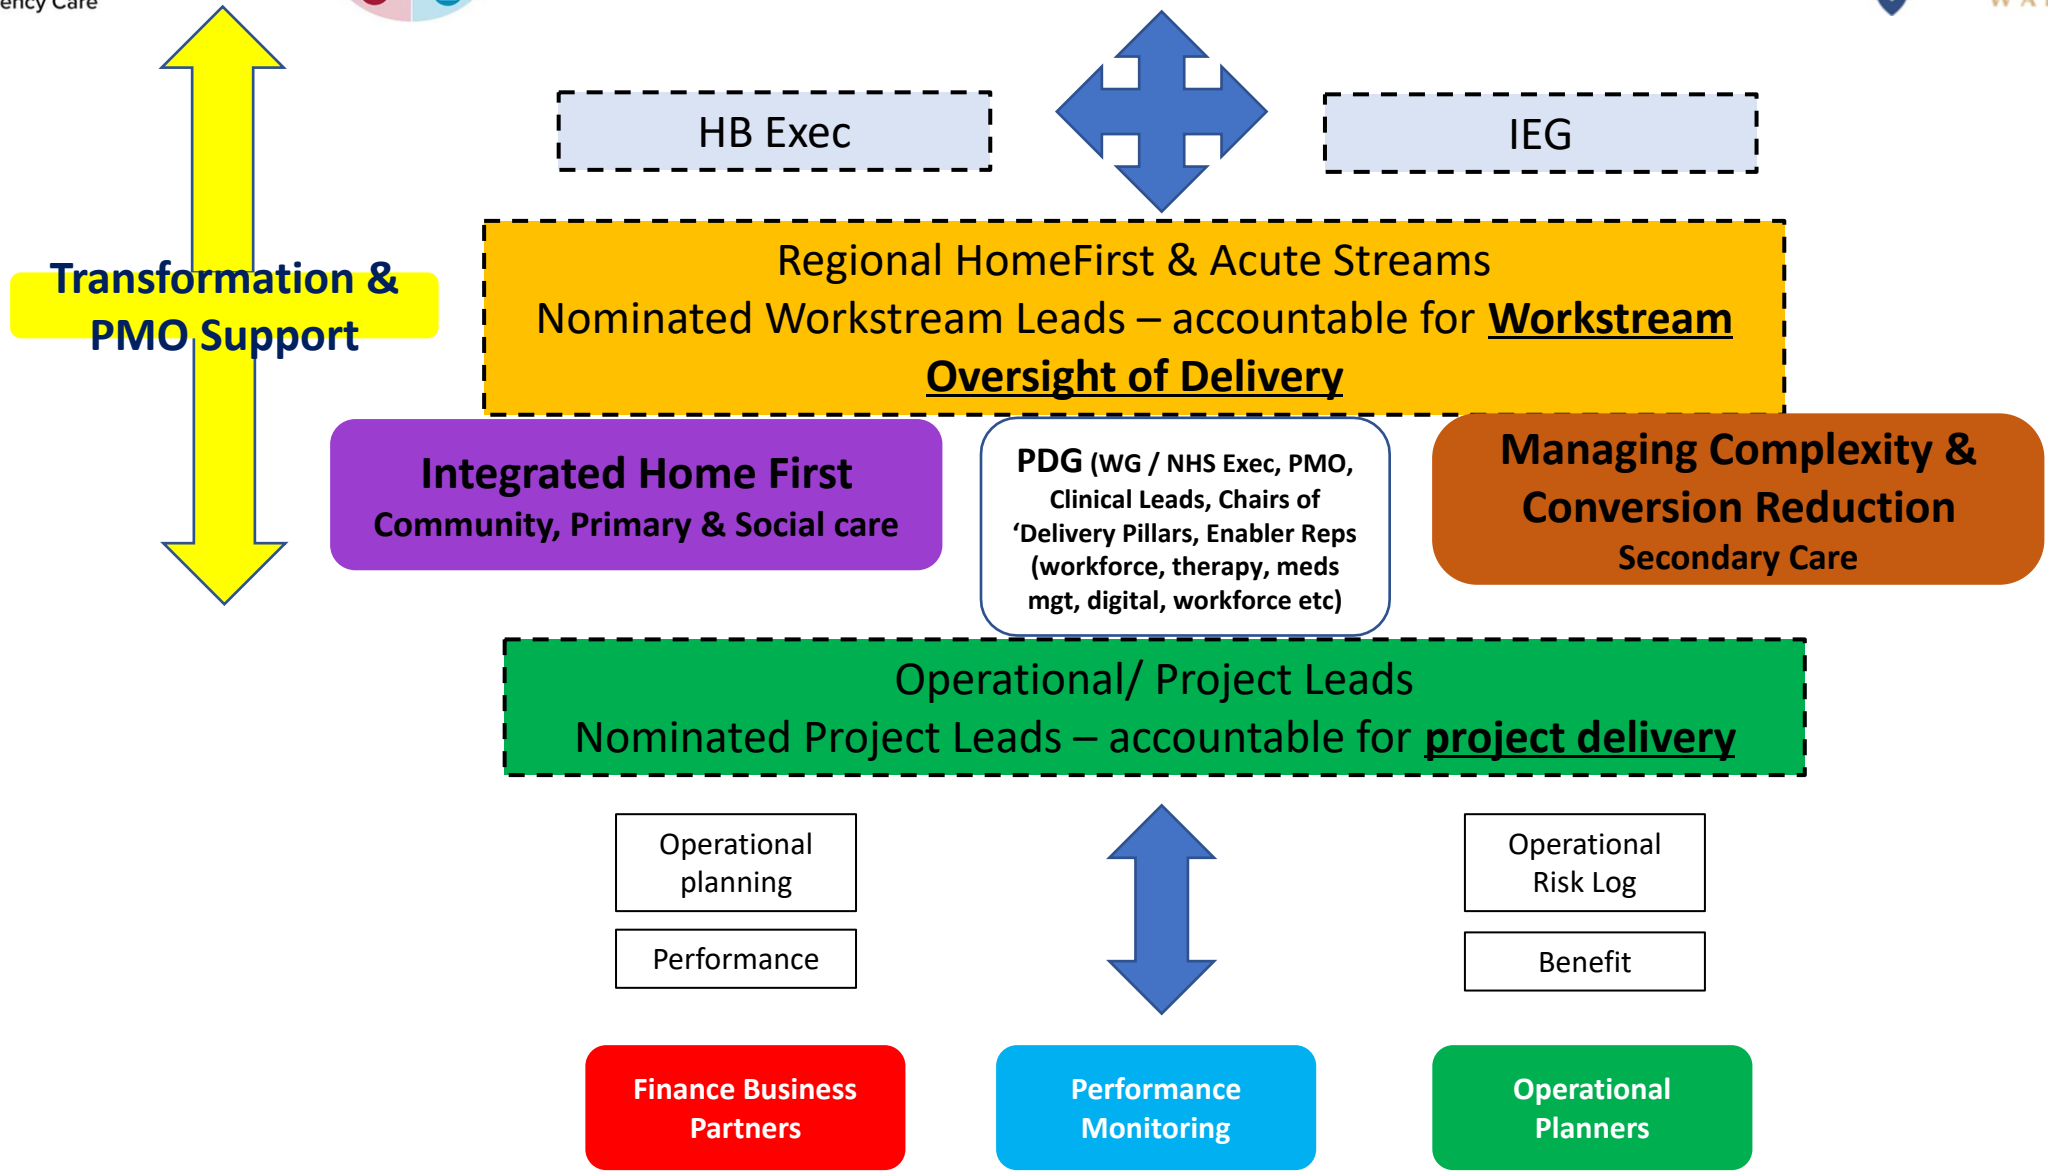 Care
HB Exec
IEG
Transformation &
PMO Support
Regional HomeFirst & Acute Streams
Nominated Workstream Leads – accountable for Workstream
Oversight of Delivery
Integrated Home First
Community, Primary & Social care
PDG (WG / NHS Exec, PMO,
Clinical Leads, Chairs of
‘Delivery Pillars, Enabler Reps
(workforce, therapy, meds
mgt, digital, workforce etc)
Managing Complexity &
Conversion Reduction
Secondary Care
Operational/ Project Leads
Nominated Project Leads – accountable for project delivery
Operational
planning
Performance
Operational
Risk Log
Benefit
Finance Business
Partners
Performance
Monitoring
Operational
Planners